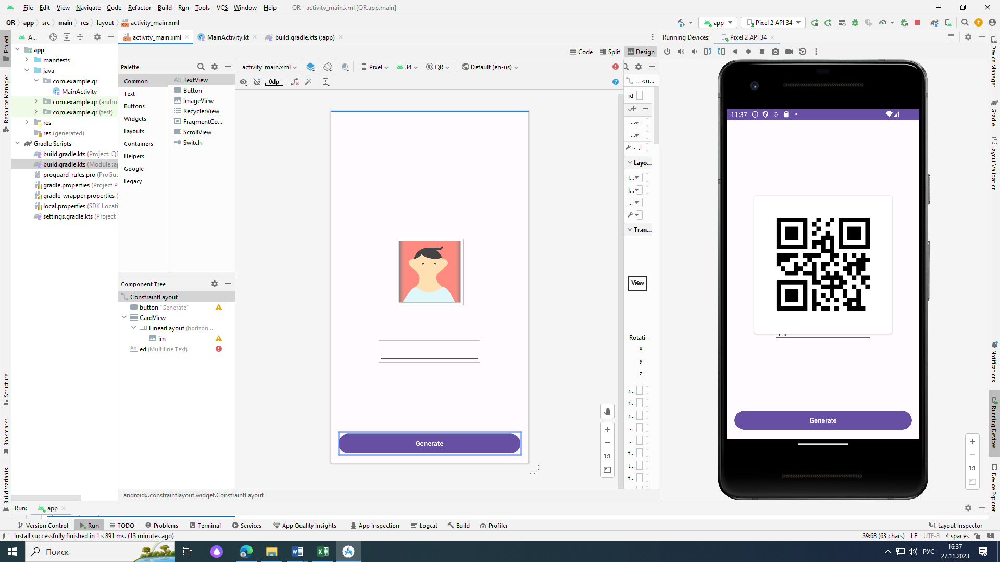 File Edit View Navigate Code Refactor Build Run Tools VCS Window Help QR - activity_main.xml [QR.app.main]
QR app src main res layout activity_main.xml
app Pixel 2 API 34
Project
A...
activity_main.xml MainActivity.kt build.gradle.kts (:app)
Running Devices: Pixel 2 API 34
Code Split Design
app
manifests
java
com.example.qr
MainActivity
com.example.qr (andro
com.example.qr (test)
res
res (generated)
Gradle Scripts
build.gradle.kts (Project: QR
build.gradle.kts (Module :ap
proguard-rules.pro (ProGua
gradle.properties (Project P
gradle-wrapper.properties (
local.properties (SDK Locati
settings.gradle.kts (Project
Resource Manager
Structure
Bookmarks
Build Variants
Palette
Common
Text
Buttons
Widgets
Layouts
Containers
Helpers
Google
Legacy
Ab TextView
Button
ImageView
RecyclerView
FragmentCo...
ScrollView
Switch
Component Tree
ConstraintLayout
button "Generate"
CardView
LinearLayout (horizon...
im
Ab ed (Multiline Text)
activity_main.xml Pixel 34 QR Default (en-us)
0dp
Generate
1:1
... <u...
id
...
...
.. .l
Layo...
l...
l...
...
Tran...
View
Rotatio
x
y
z
r...
r...
r...
...
...
t...
t...
t...
11:37
Generate
1:1
Device Manager
Gradle
Layout Validation
Notifications
Running Devices
Device Explorer
androidx.constraintlayout.widget.ConstraintLayout
Run: app
Version Control Run TODO Problems Terminal Services App Quality Insights App Inspection Logcat Build Profiler Layout Inspector
Install successfully finished in 1 s 891 ms. (13 minutes ago) 39:68 (63 chars) LF UTF-8 4 spaces
Поиск
РУС
16:37
27.11.2023